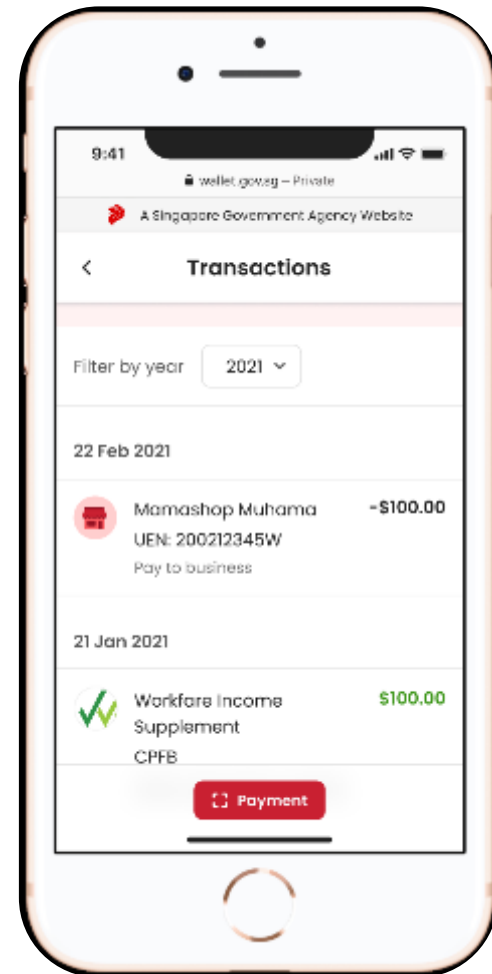 9:41
wallet.gov.sg – Private
A Singapore Government Agency Website
Transactions
Filter by year 2021
22 Feb 2021
Mamashop Muhama -$100.00
UEN: 200212345W
Pay to business
21 Jan 2021
Workfare Income $100.00
Supplement
CPFB
Payment